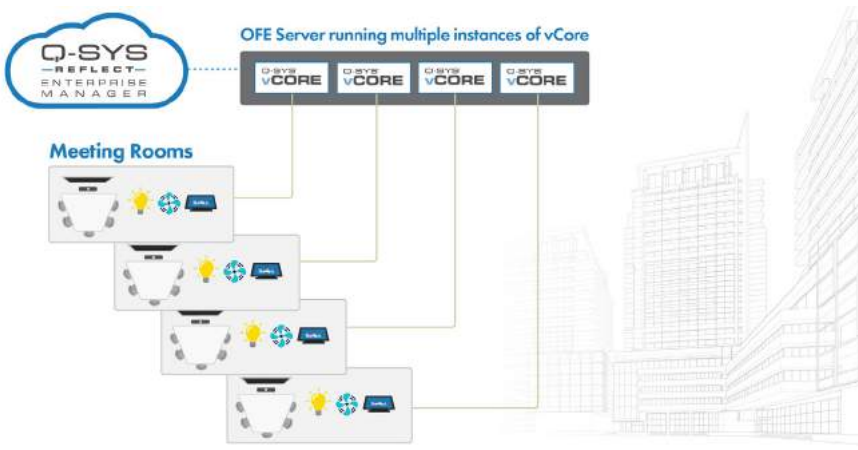 OFE Server running multiple instances of vCore
Q-SYS
REFLECT
ENTERPRISE
MANAGER
Q-SYS
vCORE
Q-SYS
vCORE
Q-SYS
vCORE
Q-SYS
vCORE
Meeting Rooms